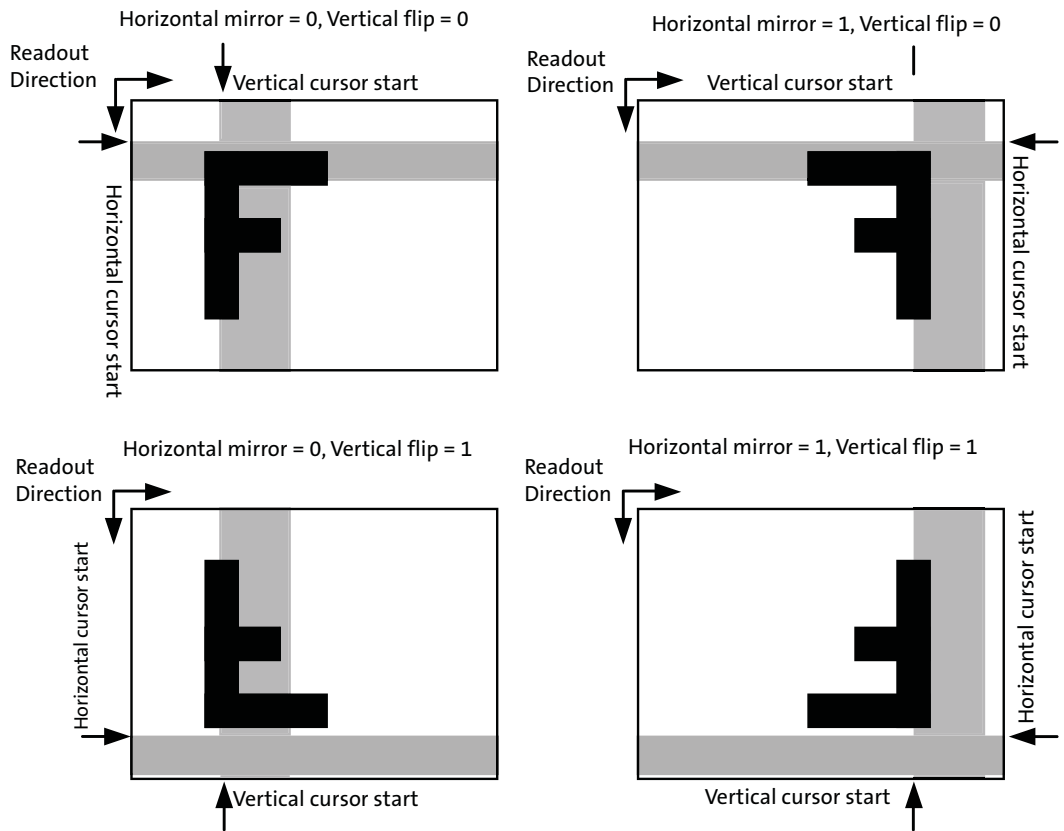 Horizontal mirror = 0, Vertical flip = 0
Readout
Direction
Vertical cursor start
Horizontal cursor start
Horizontal mirror = 1, Vertical flip = 0
Readout
Direction
Vertical cursor start
Horizontal cursor start
Horizontal mirror = 0, Vertical flip = 1
Readout
Direction
Horizontal cursor start
Vertical cursor start
Horizontal mirror = 1, Vertical flip = 1
Readout
Direction
Horizontal cursor start
Vertical cursor start